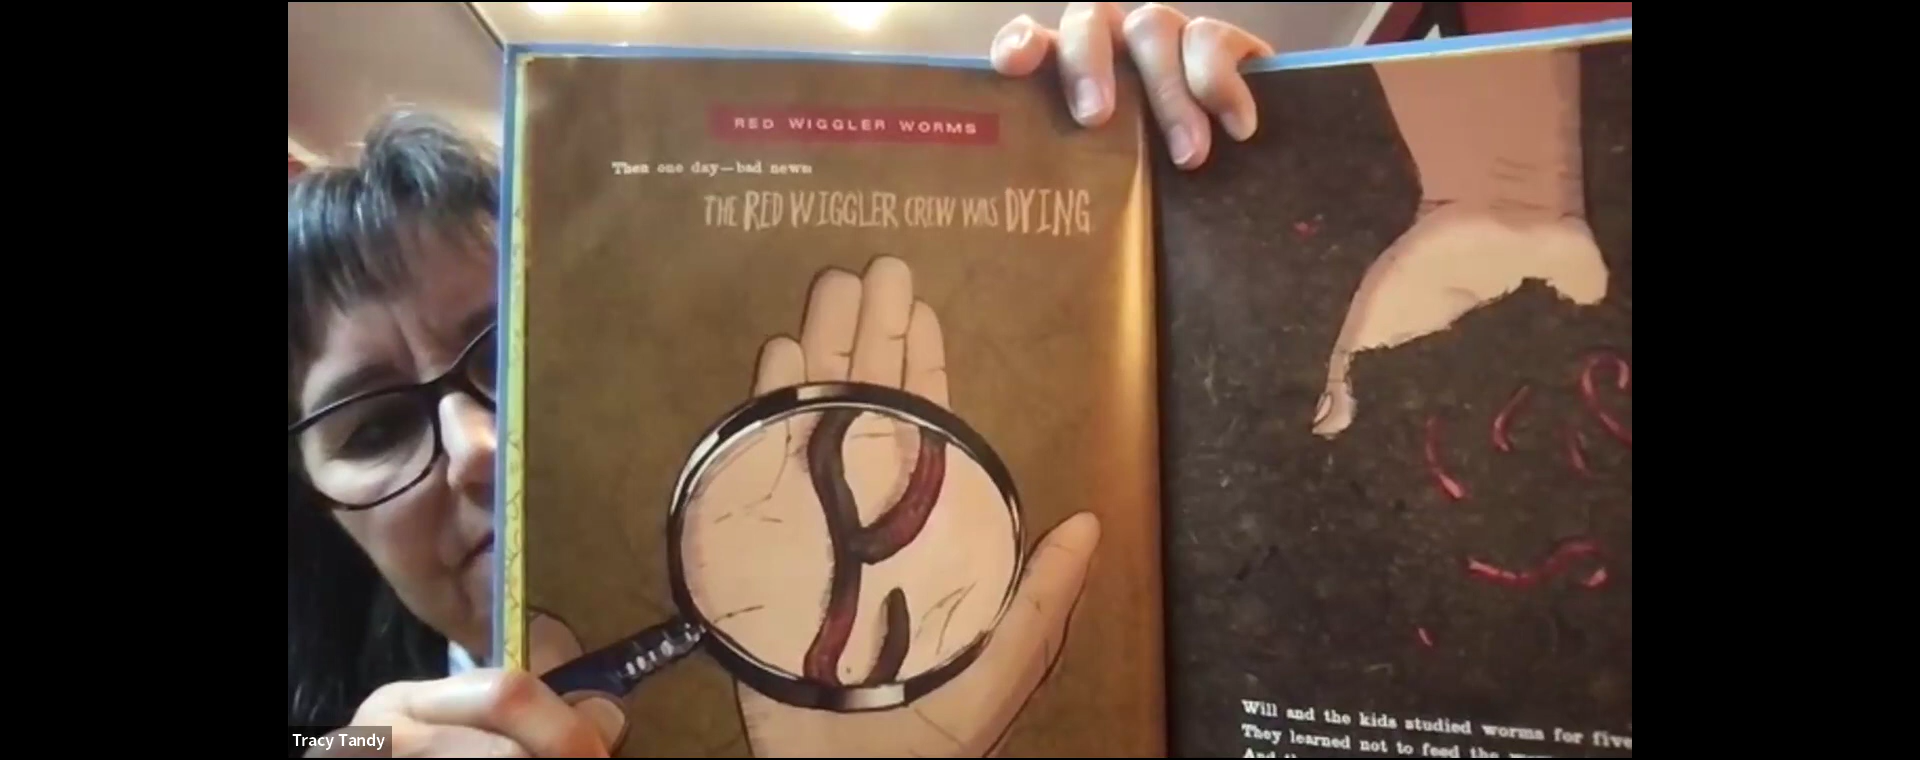 RED WIGGLER WORMS
Then one day—bad news
THE RED WIGGLER CREW WAS DYING.
Will and the kids studied worms for five
They learned not to feed the
And
Tracy Tandy